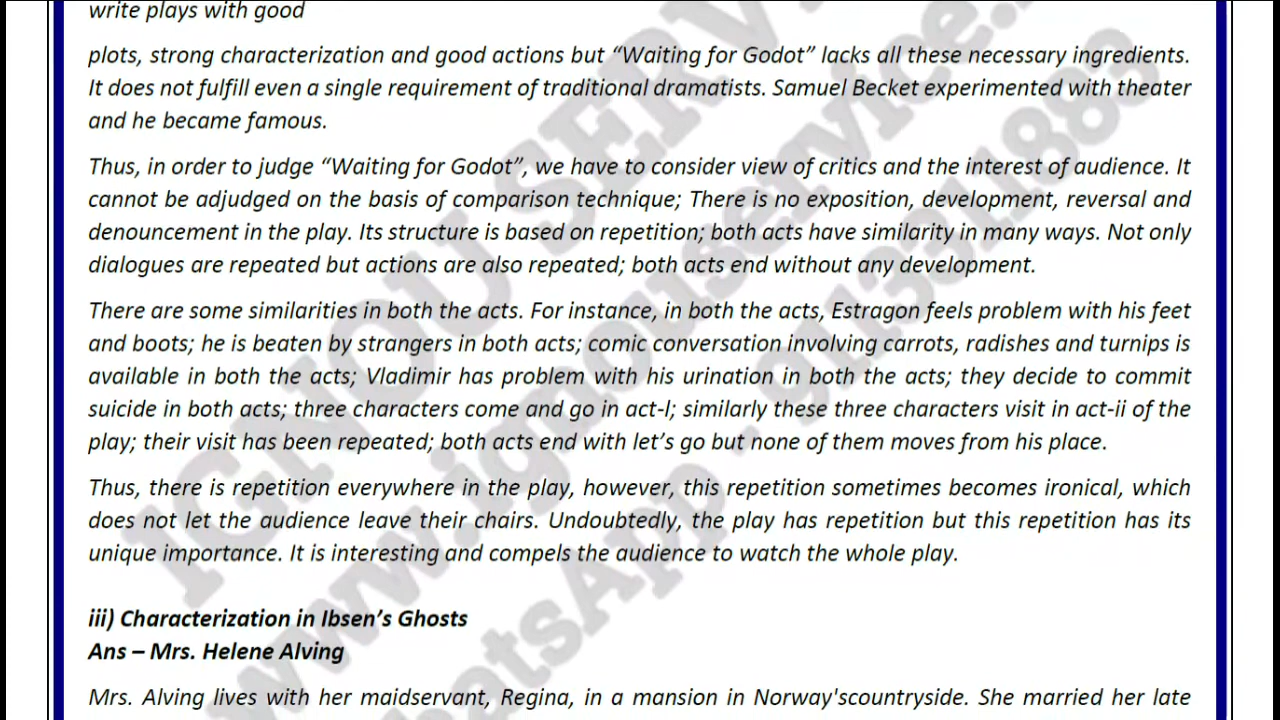 write plays with good
plots, strong characterization and good actions but “Waiting for Godot” lacks all these necessary ingredients.
It does not fulfill even a single requirement of traditional dramatists. Samuel Becket experimented with theater
and he became famous.
Thus, in order to judge “Waiting for Godot”, we have to consider view of critics and the interest of audience. It
cannot be adjudged on the basis of comparison technique; There is no exposition, development, reversal and
denouncement in the play. Its structure is based on repetition; both acts have similarity in many ways. Not only
dialogues are repeated but actions are also repeated; both acts end without any development.
There are some similarities in both the acts. For instance, in both the acts, Estragon feels problem with his feet
and boots; he is beaten by strangers in both acts; comic conversation involving carrots, radishes and turnips is
available in both the acts; Vladimir has problem with his urination in both the acts; they decide to commit
suicide in both acts; three characters come and go in act-l; similarly these three characters visit in act-ii of the
play; their visit has been repeated; both acts end with let’s go but none of them moves from his place.
Thus, there is repetition everywhere in the play, however, this repetition sometimes becomes ironical, which
does not let the audience leave their chairs. Undoubtedly, the play has repetition but this repetition has its
unique importance. It is interesting and compels the audience to watch the whole play.
iii) Characterization in Ibsen’s Ghosts
Ans – Mrs. Helene Alving
Mrs. Alving lives with her maidservant, Regina, in a mansion in Norway'scountryside. She married her late
IGNOU SERV
www.ignouservice.
WhatsApp - 9113311883